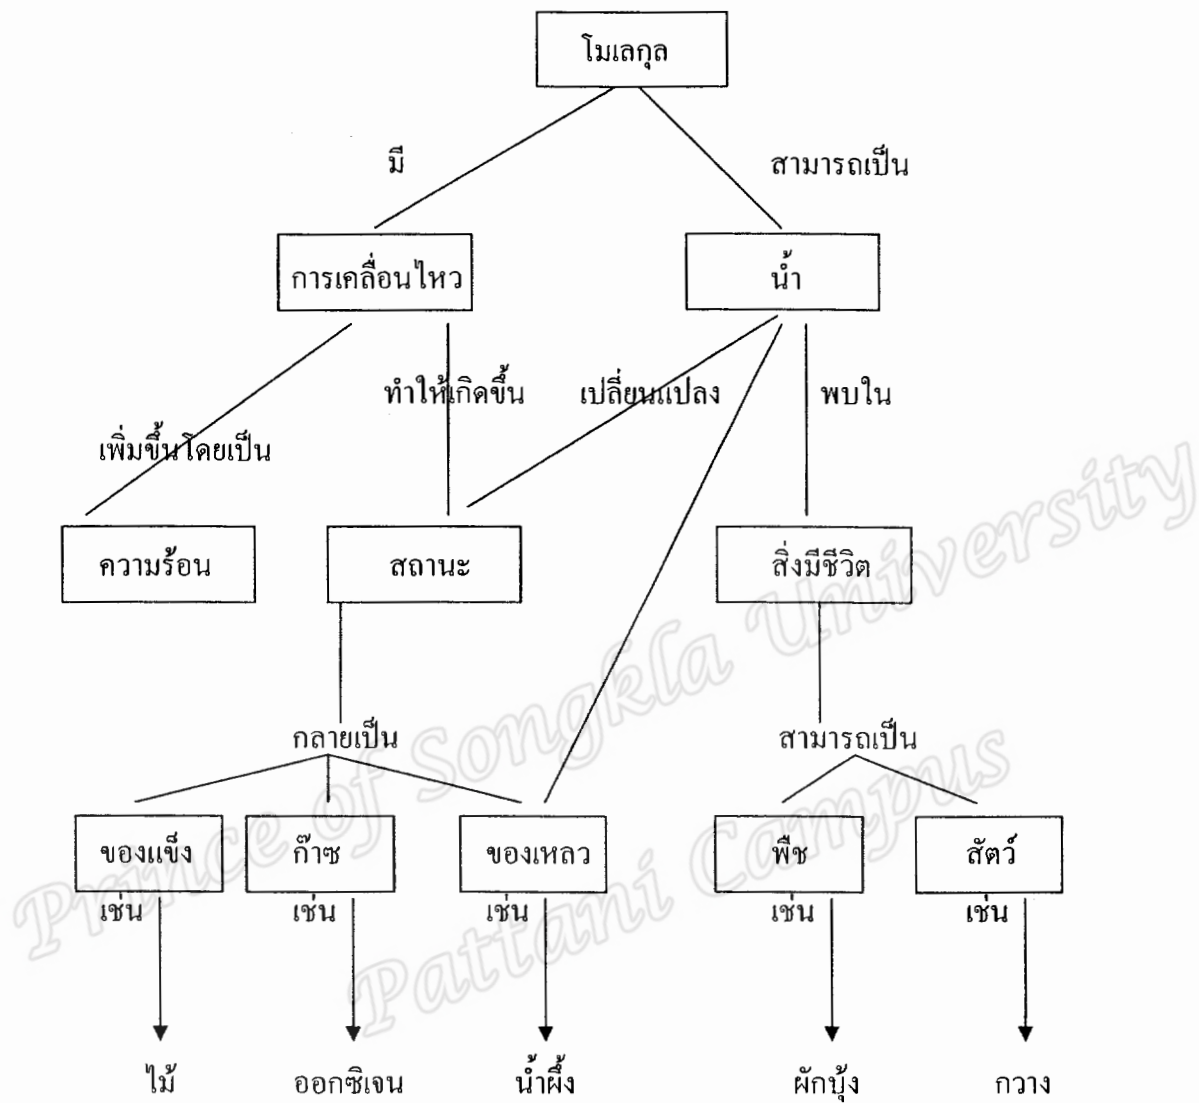 โมเลกุล
มี
สามารถเป็น
การเคลื่อนไหว
น้ำ
ทำให้เกิดขึ้น
เปลี่ยนแปลง
พบใน
เพิ่มขึ้นโดยเป็น
ความร้อน
สถานะ
สิ่งมีชีวิต
กลายเป็น
สามารถเป็น
ของแข็ง
ก๊าซ
ของเหลว
พืช
สัตว์
เช่น
เช่น
เช่น
เช่น
เช่น
ไม้
ออกซิเจน
น้ำผึ้ง
ผักบุ้ง
กวาง
Prince of Songkla University
Pattani Campus